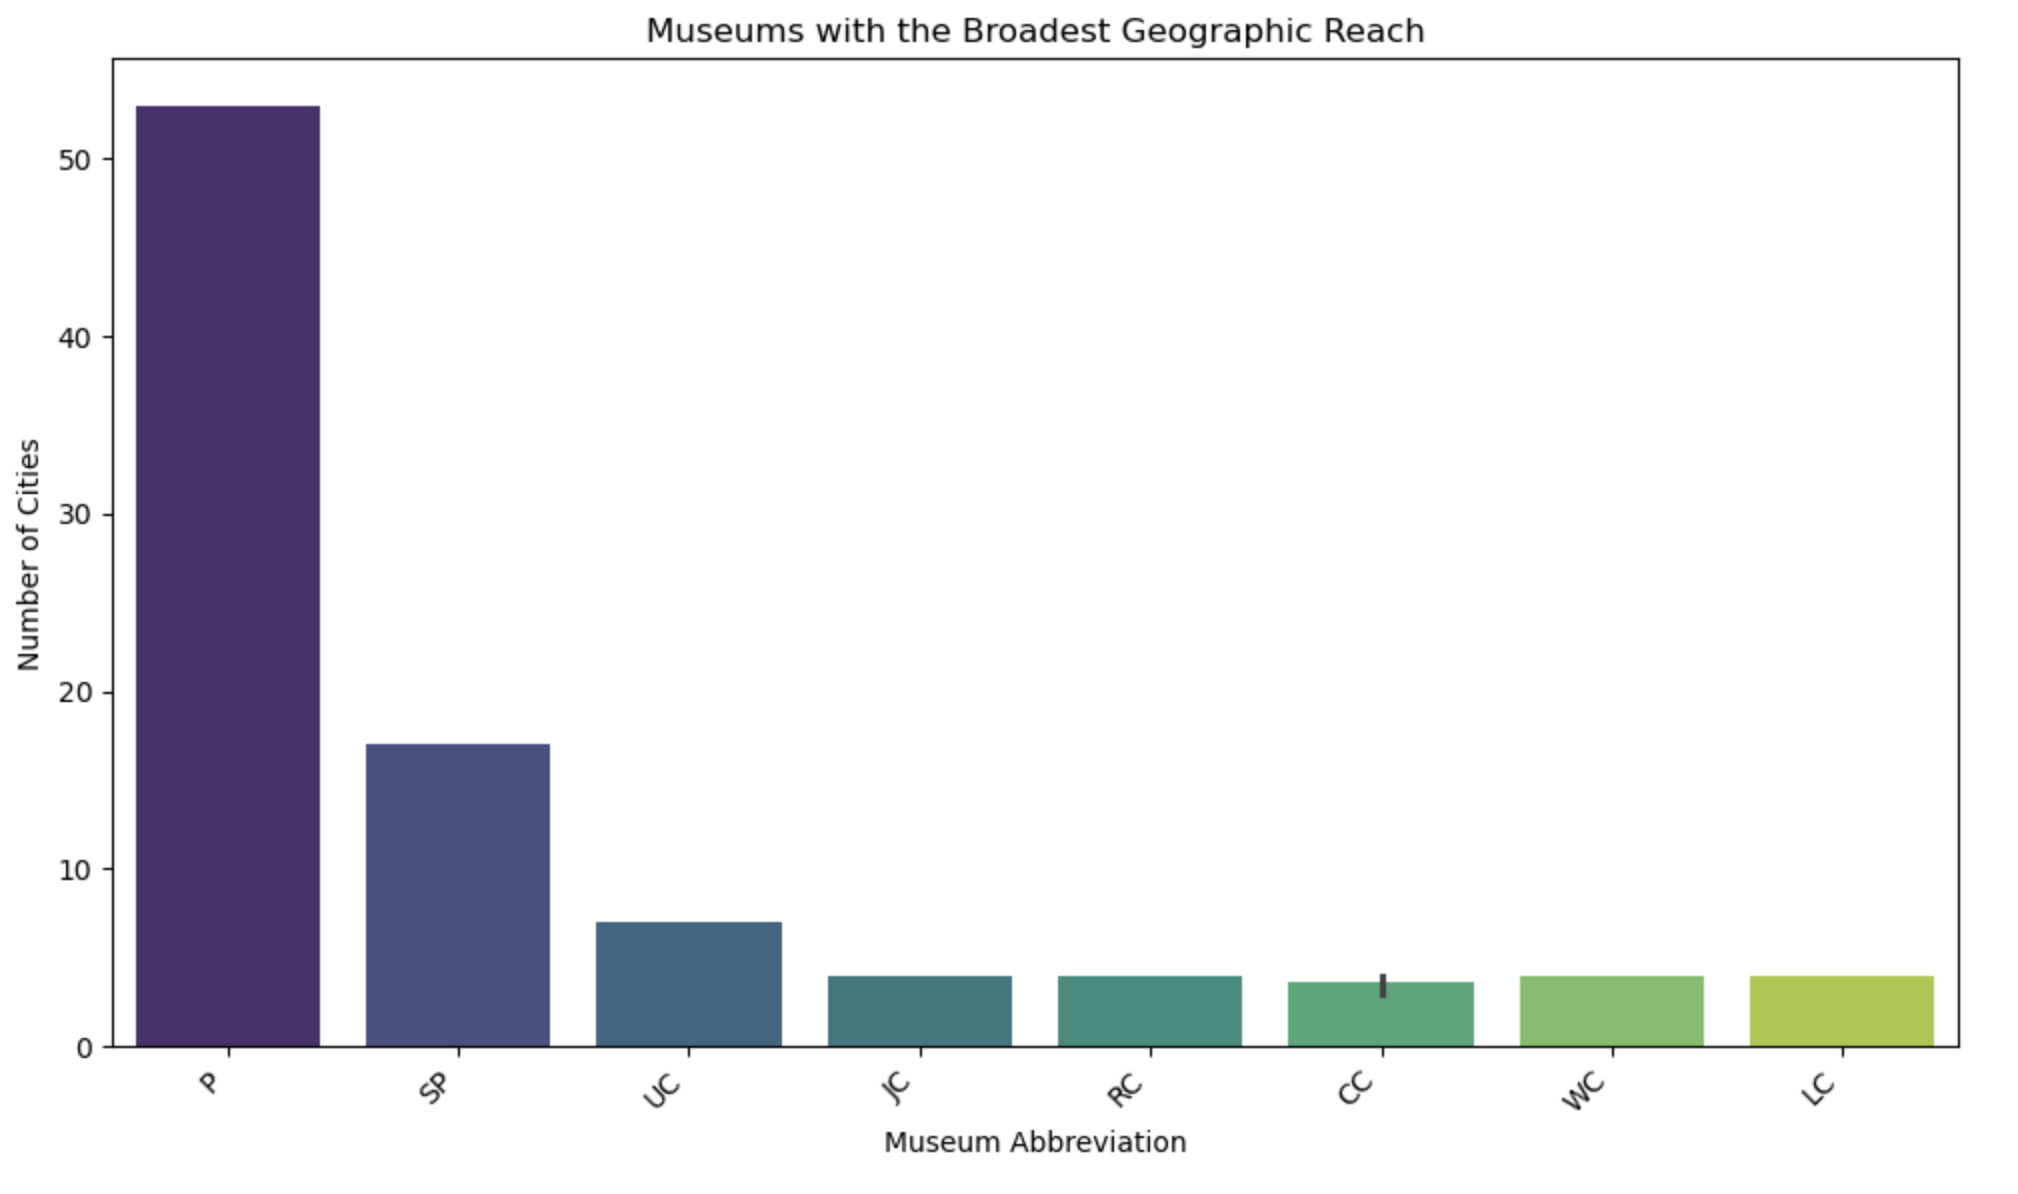 Museums with the Broadest Geographic Reach
Number of Cities
50
40
30
20
10
0
P
SP
UC
JC
RC
CC
WC
LC
Museum Abbreviation